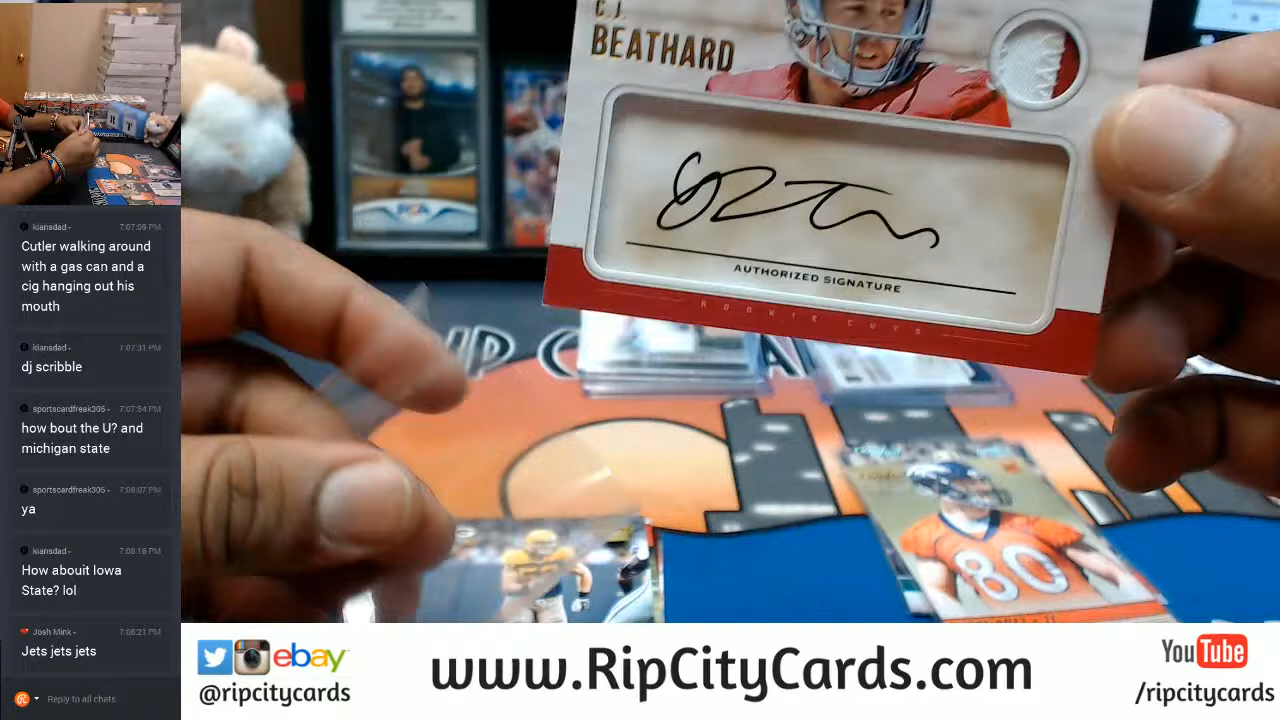 kiansdad - 7:07:09 PM
Cutler walking around
with a gas can and a
cig hanging out his
mouth
kiansdad - 7:07:31 PM
dj scribble
sportscardfreak305 - 7:07:54 PM
how bout the U? and
michigan state
sportscardfreak305 - 7:08:07 PM
ya
kiansdad - 7:08:16 PM
How abouit Iowa
State? lol
Josh Mink - 7:08:21 PM
Jets jets jets
Reply to all chats
C.J.
BEATHARD
AUTHORIZED SIGNATURE
ROOKIE CUTS
80
ebay
@ripcitycards
www.RipCityCards.com
YouTube
/ripcitycards